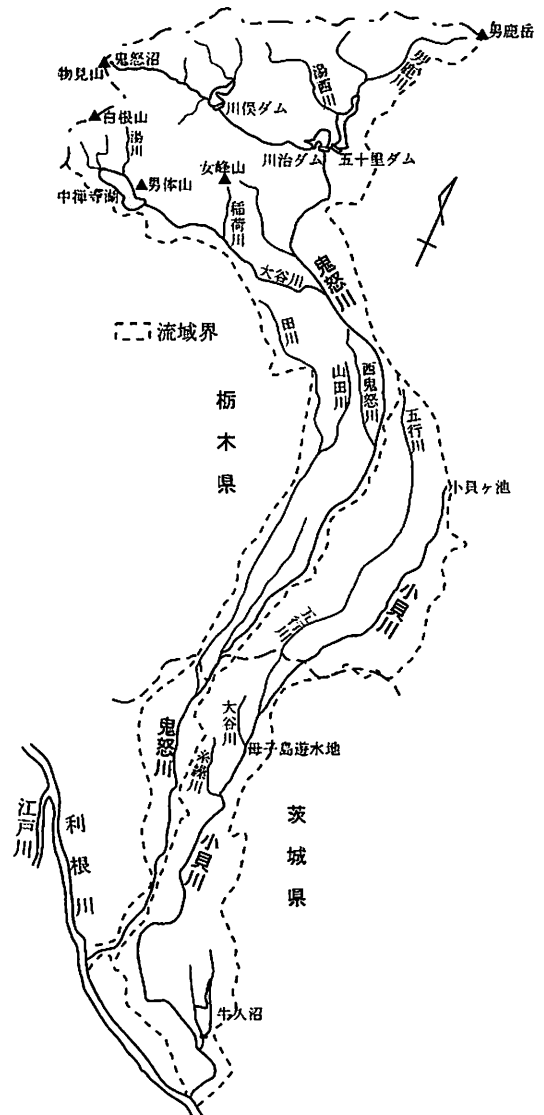 男鹿岳
鬼怒沼
物見山
男鹿川
湯西川
川俣ダム
白根山
湯川
女峰山
川治ダム
五十里ダム
男体山
中禅寺湖
稲荷川
大谷川
鬼怒川
田川
流域界
山田川
西鬼怒川
五行川
栃木県
小貝ヶ池
小貝川
五行川
大谷川
鬼怒川
母子島遊水地
糸繰川
茨城県
江戸川
利根川
小貝川
牛久沼